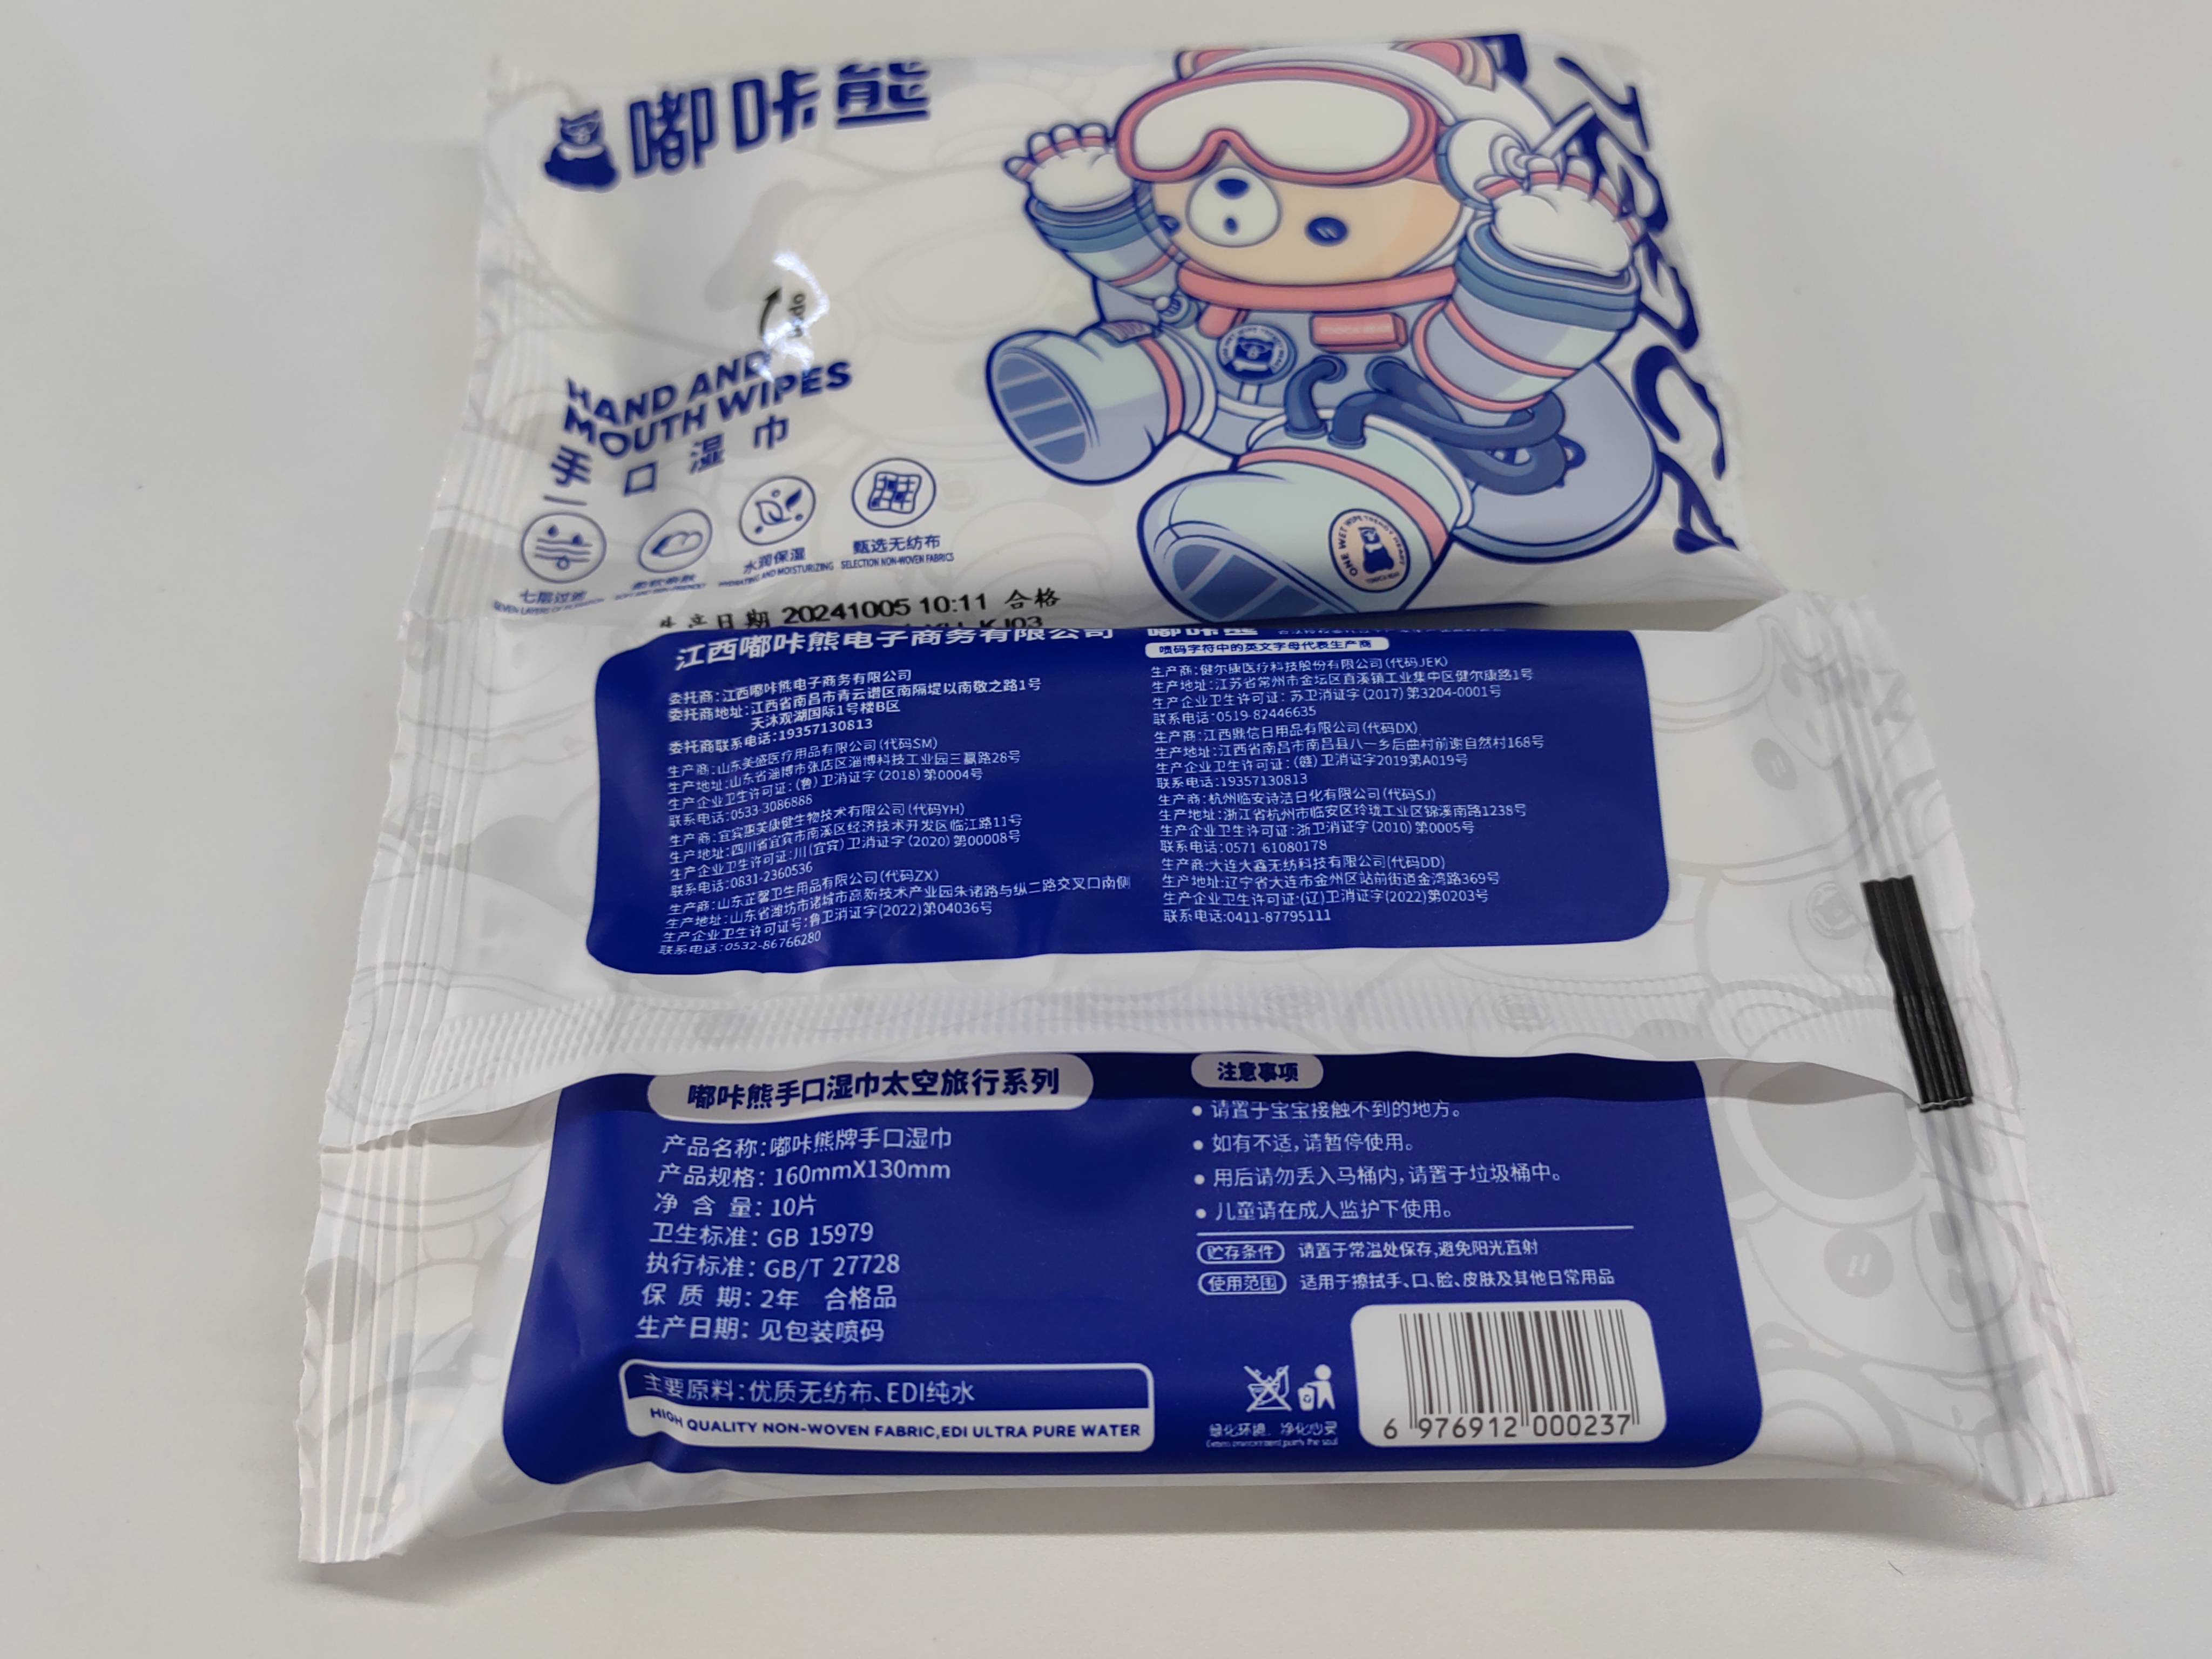 嘟咔熊
open
HAND AND
MOUTH WIPES
手口湿巾
七层过滤
水润保湿
HYDRATING AND MOISTURIZING
甄选无纺布
SELECTION NON-WOVEN FABRICS
生产日期 20241005 10:11 合格
江西嘟咔熊电子商务有限公司
委托商:江西嘟咔熊电子商务有限公司
委托商地址:江西省南昌市青云谱区南隔堤以南敬之路1号
天沐观湖国际1号楼B区
委托商联系电话:19357130813
生产商:山东美盛医疗用品有限公司(代码SM)
生产地址:山东省淄博市张店区淄博科技工业园三赢路28号
生产企业卫生许可证:(鲁)卫消证字(2018)第0004号
联系电话:0533-3086886
生产商:宜宾惠美康健生物技术有限公司(代码YH)
生产地址:四川省宜宾市南溪区经济技术开发区临江路11号
生产企业卫生许可证:川(宜宾)卫消证字(2020)第00008号
联系电话:0831-2360536
生产商:山东芷馨卫生用品有限公司(代码ZX)
生产地址:山东省潍坊市诸城市高新技术产业园朱诸路与纵二路交叉口南侧
生产企业卫生许可证号:鲁卫消证字(2022)第04036号
联系电话:0532-86766280
嘟咔熊
喷码字符中的英文字母代表生产商
生产商:健尔康医疗科技股份有限公司(代码JEK)
生产地址:江苏省常州市金坛区直溪镇工业集中区健尔康路1号
生产企业卫生许可证: 苏卫消证字(2017)第3204-0001号
联系电话:0519-82446635
生产商:江西鼎信日用品有限公司(代码DX)
生产地址:江西省南昌市南昌县八一乡后曲村前谢自然村168号
生产企业卫生许可证:(赣)卫消证字2019第A019号
联系电话:19357130813
生产商:杭州临安诗洁日化有限公司(代码SJ)
生产地址:浙江省杭州市临安区玲珑工业区锦溪南路1238号
生产企业卫生许可证:浙卫消证字(2010)第0005号
联系电话:0571 61080178
生产商:大连大鑫无纺科技有限公司(代码DD)
生产地址:辽宁省大连市金州区站前街道金湾路369号
生产企业卫生许可证:(辽)卫消证字(2022)第0203号
联系电话:0411-87795111
嘟咔熊手口湿巾太空旅行系列
产品名称:嘟咔熊牌手口湿巾
产品规格: 160mmX130mm
净 含 量: 10片
卫生标准: GB 15979
执行标准: GB/T 27728
保 质 期: 2年 合格品
生产日期: 见包装喷码
主要原料:优质无纺布、EDI纯水
HIGH QUALITY NON-WOVEN FABRIC,EDI ULTRA PURE WATER
注意事项
• 请置于宝宝接触不到的地方。
• 如有不适,请暂停使用。
• 用后请勿丢入马桶内,请置于垃圾桶中。
• 儿童请在成人监护下使用。
贮存条件 请置于常温处保存,避免阳光直射
使用范围 适用于擦拭手、口、脸、皮肤及其他日常用品
绿化环境 净化心灵
6 976912 000237